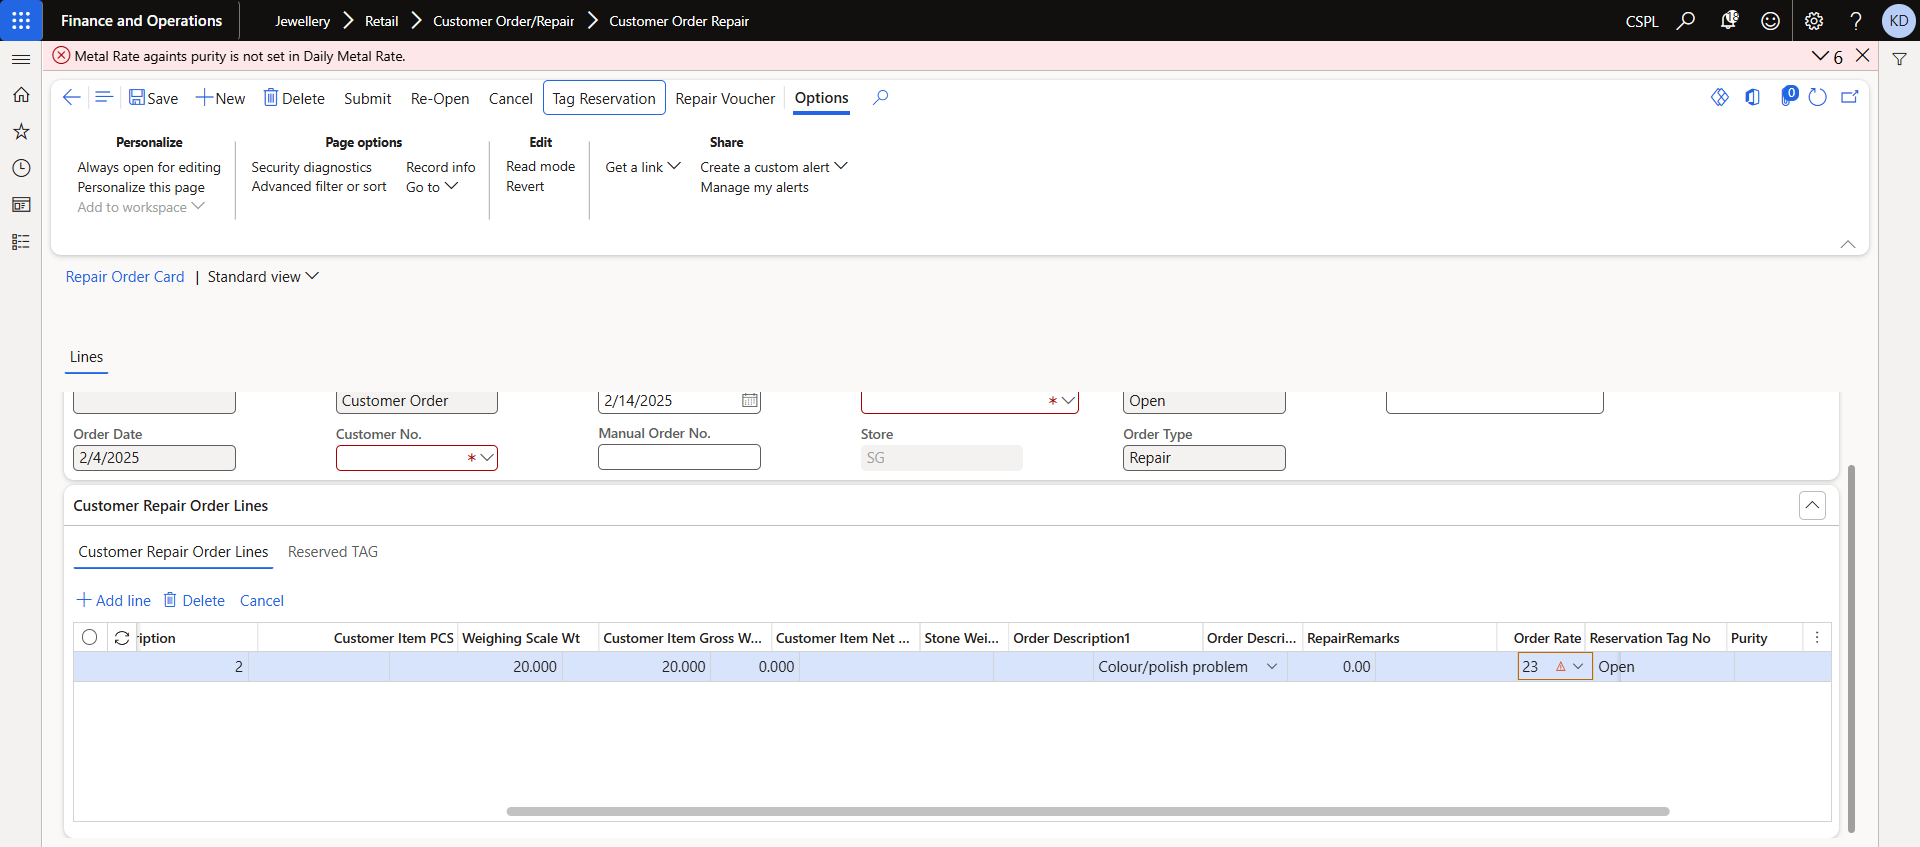 Finance and Operations
Jewellery
Retail
Customer Order/Repair
Customer Order Repair
CSPL
KD
Metal Rate againts purity is not set in Daily Metal Rate.
6
Save
New
Delete
Submit
Re-Open
Cancel
Tag Reservation
Repair Voucher
Options
0
Personalize
Always open for editing
Personalize this page
Add to workspace
Page options
Security diagnostics
Advanced filter or sort
Record info
Go to
Edit
Read mode
Revert
Get a link
Share
Create a custom alert
Manage my alerts
Repair Order Card | Standard view
Lines
Customer Order
2/14/2025
*
Open
Order Date
Customer No.
Manual Order No.
Store
Order Type
2/4/2025
*
SG
Repair
Customer Repair Order Lines
Customer Repair Order Lines
Reserved TAG
Add line
Delete
Cancel
ription
Customer Item PCS
Weighing Scale Wt
Customer Item Gross W...
Customer Item Net ...
Stone Wei...
Order Description1
Order Descri...
RepairRemarks
Order Rate
Reservation Tag No
Purity
2
20.000
20.000
0.000
Colour/polish problem
0.00
23
Open